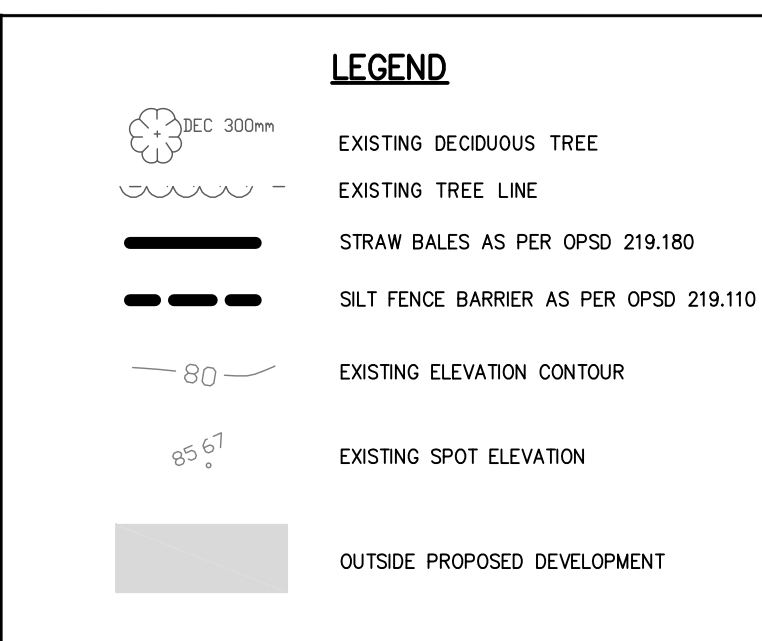 LEGEND
DEC 300mm
EXISTING DECIDUOUS TREE
EXISTING TREE LINE
STRAW BALES AS PER OPSD 219.180
SILT FENCE BARRIER AS PER OPSD 219.110
80
EXISTING ELEVATION CONTOUR
85 67
EXISTING SPOT ELEVATION
OUTSIDE PROPOSED DEVELOPMENT